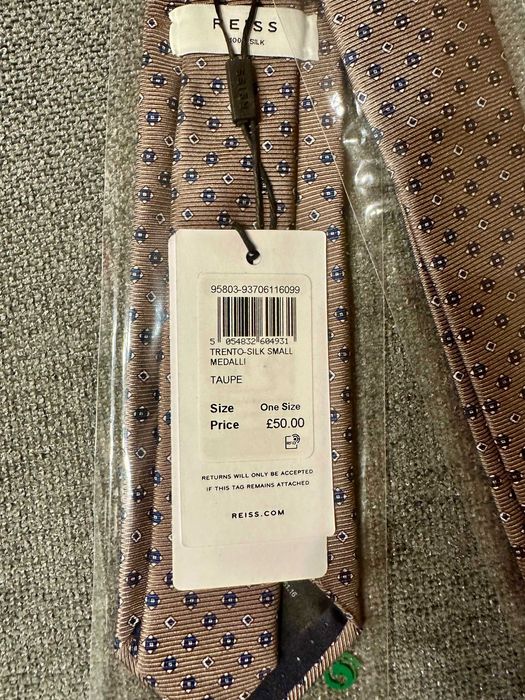 REISS
100% SILK
REISS
95803-93706116099
5 054832 604931
TRENTO-SILK SMALL
MEDALLI
TAUPE
Size One Size
Price £50.00
RETURNS WILL ONLY BE ACCEPTED
IF THIS TAG REMAINS ATTACHED
REISS.COM